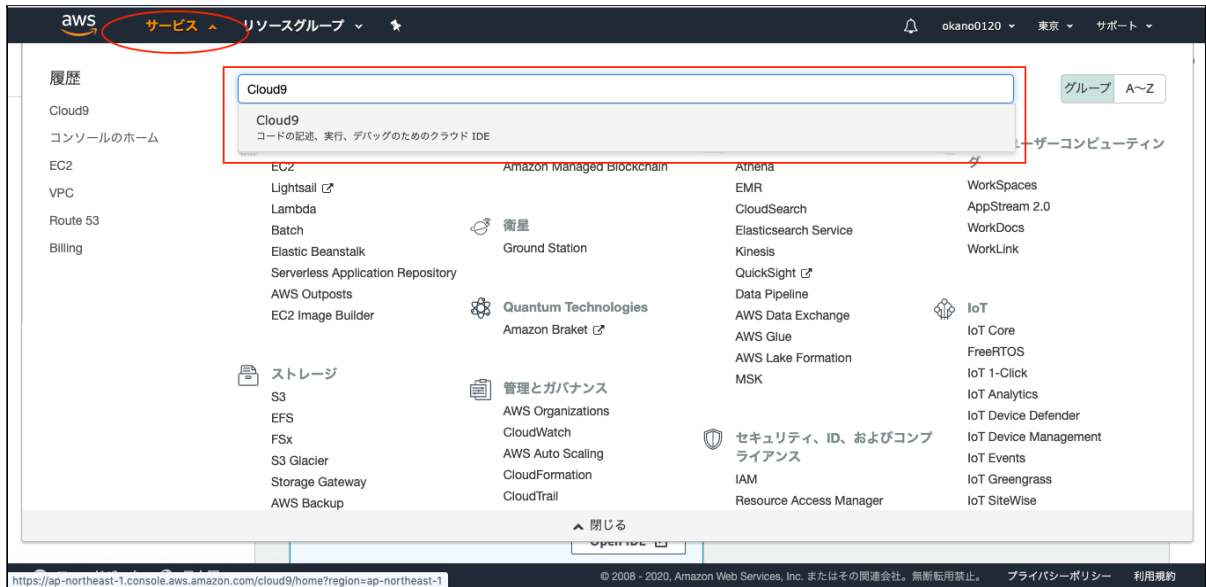 aws サービス リソースグループ okano0120 東京 サポート
履歴
Cloud9
コンソールのホーム
EC2
VPC
Route 53
Billing
Cloud9
グループ A〜Z
Cloud9
コードの記述、実行、デバッグのためのクラウド IDE
EC2
Lightsail
Lambda
Batch
Elastic Beanstalk
Serverless Application Repository
AWS Outposts
EC2 Image Builder
ストレージ
S3
EFS
FSx
S3 Glacier
Storage Gateway
AWS Backup
Amazon Managed Blockchain
衛星
Ground Station
Quantum Technologies
Amazon Braket
管理とガバナンス
AWS Organizations
CloudWatch
AWS Auto Scaling
CloudFormation
CloudTrail
Athena
EMR
CloudSearch
Elasticsearch Service
Kinesis
QuickSight
Data Pipeline
AWS Data Exchange
AWS Glue
AWS Lake Formation
MSK
セキュリティ、ID、およびコンプ
ライアンス
IAM
Resource Access Manager
ーザーコンピューティン
グ
WorkSpaces
AppStream 2.0
WorkDocs
WorkLink
IoT
IoT Core
FreeRTOS
IoT 1-Click
IoT Analytics
IoT Device Defender
IoT Device Management
IoT Events
IoT Greengrass
IoT SiteWise
閉じる
Open IDE
https://ap-northeast-1.console.aws.amazon.com/cloud9/home?region=ap-northeast-1
© 2008 - 2020, Amazon Web Services, Inc. またはその関連会社。無断転用禁止。 プライバシーポリシー 利用規約